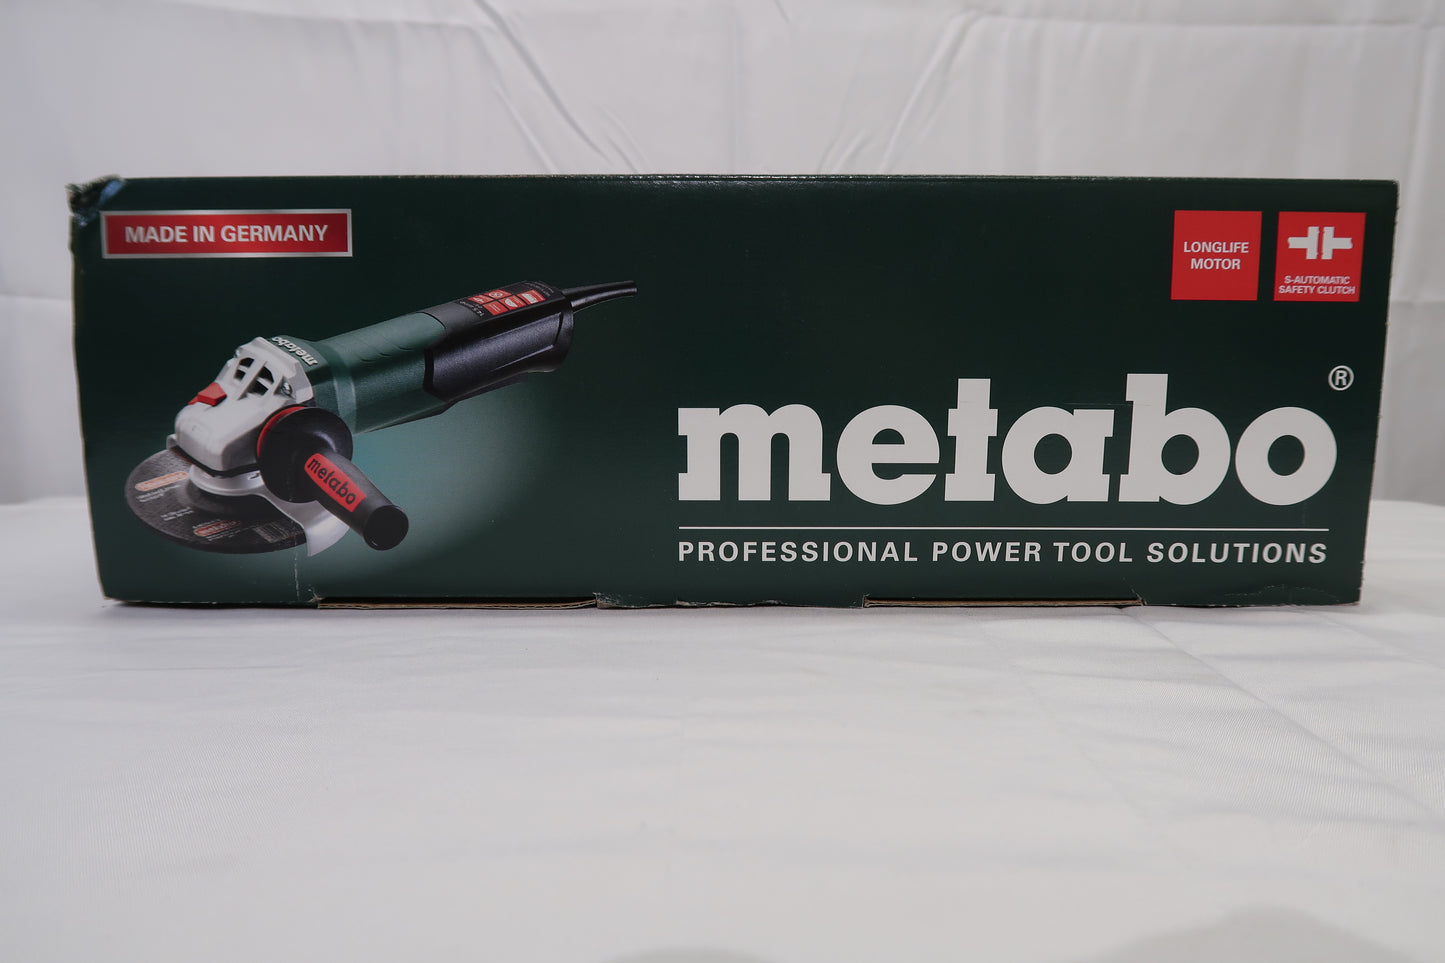 MADE IN GERMANY
LONGLIFE
MOTOR
S-AUTOMATIC
SAFETY CLUTCH
metabo
metabo
metabo®
PROFESSIONAL POWER TOOL SOLUTIONS